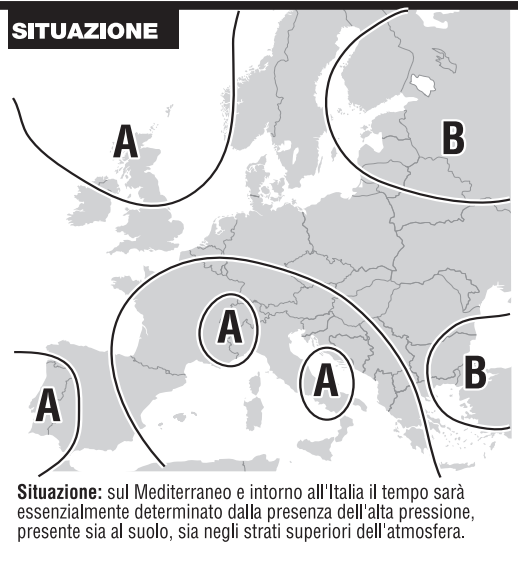 SITUAZIONE
A
B
A
A
B
A
Situazione: sul Mediterraneo e intorno all'Italia il tempo sarà
essenzialmente determinato dalla presenza dell'alta pressione,
presente sia al suolo, sia negli strati superiori dell'atmosfera.